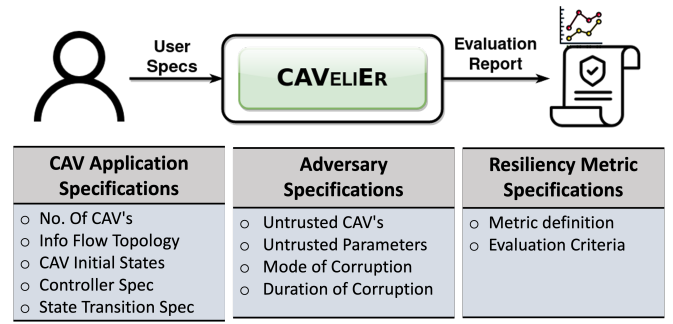 User
Specs
CAVELIER
Evaluation
Report
CAV Application
Specifications
○ No. Of CAV's
○ Info Flow Topology
○ CAV Initial States
○ Controller Spec
○ State Transition Spec
Adversary
Specifications
○ Untrusted CAV's
○ Untrusted Parameters
○ Mode of Corruption
○ Duration of Corruption
Resiliency Metric
Specifications
○ Metric definition
○ Evaluation Criteria